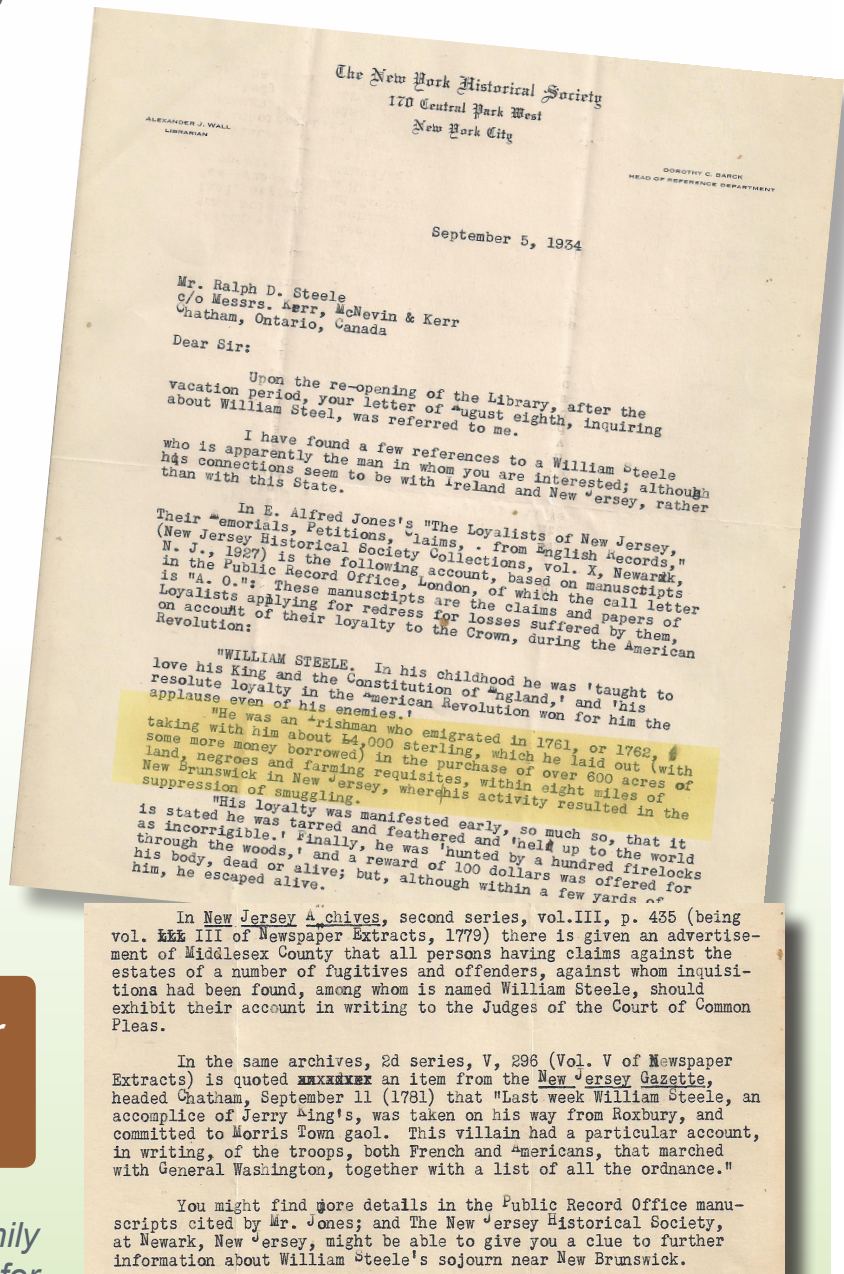 The New York Historical Society
170 Central Park West
New York City
ALEXANDER J. WALL
LIBRARIAN
DOROTHY C. BARCK
HEAD OF REFERENCE DEPARTMENT
September 5, 1934
Mr. Ralph D. Steele
c/o Messrs. Kerr, McNevin & Kerr
Chatham, Ontario, Canada
Dear Sir:
Upon the re-opening of the Library, after the
vacation period, your letter of August eighth, inquiring
about William Steel, was referred to me.
I have found a few references to a William Steele
who is apparently the man in whom you are interested; although
his connections seem to be with Ireland and New Jersey, rather
than with this State.
In E. Alfred Jones's "The Loyalists of New Jersey,
Their Memorials, Petitions, Claims, . from English Records,"
(New Jersey Historical Society Collections, vol. X, Newark,
N. J., 1927) is the following account, based on manusctipts
in the Public Record Office, London, of which the call letter
is "A. O.": These manusctipts are the claims and papers of
Loyalists applying for redress for losses suffered by them,
on account of their loyalty to the Crown, during the American
Revolution:
"WILLIAM STEELE. In his childhood he was 'taught to
love his King and the Constitution of England,' and 'his
resolute loyalty in the American Revolution won for him the
applause even of his enemies.'
"He was an Irishman who emigrated in 1761, or 1762,
taking with him about £4,000 sterling, which he laid out (with
some more money borrowed) in the purchase of over 600 acres of
land, negroes and farming requisites, within eight miles of
New Brunswick in New Jersey, where his activity resulted in the
suppression of smuggling.
"His loyalty was manifested early, so much so, that it
is stated he was tarred and feathered and 'held up to the world
as incorrigible.' Finally, he was 'hunted by a hundred firelocks
through the woods,' and a reward of 100 dollars was offered for
his body, dead or alive; but, although within a few yards of
him, he escaped alive.
In New Jersey Archives, second series, vol.III, p. 435 (being
vol. III of Newspaper Extracts, 1779) there is given an advertise-
ment of Middlesex County that all persons having claims against the
estates of a number of fugitives and offenders, against whom inquisi-
tions had been found, among whom is named William Steele, should
exhibit their account in writing to the Judges of the Court of Common
Pleas.
In the same archives, 2d series, V, 296 (Vol. V of Newspaper
Extracts) is quoted an item from the New Jersey Gazette,
headed Chatham, September 11 (1781) that "Last week William Steele, an
accomplice of Jerry King's, was taken on his way from Roxbury, and
committed to Morris Town gaol. This villain had a particular account,
in writing, of the troops, both French and Americans, that marched
with General Washington, together with a list of all the ordnance."
You might find more details in the Public Record Office manu-
scripts cited by Mr. Jones; and The New Jersey Historical Society,
at Newark, New Jersey, might be able to give you a clue to further
information about William Steele's sojourn near New Brunswick.